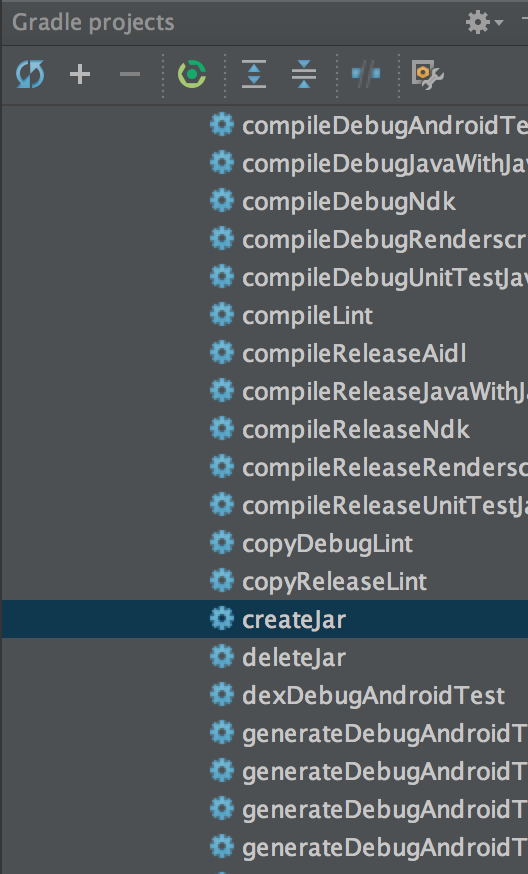 Gradle projects
compileDebugAndroidTe
compileDebugJavaWithJav
compileDebugNdk
compileDebugRenderscr
compileDebugUnitTestJav
compileLint
compileReleaseAidl
compileReleaseJavaWithJa
compileReleaseNdk
compileReleaseRendersc
compileReleaseUnitTestJa
copyDebugLint
copyReleaseLint
createJar
deleteJar
dexDebugAndroidTest
generateDebugAndroidT
generateDebugAndroidT
generateDebugAndroidT
generateDebugAndroidT